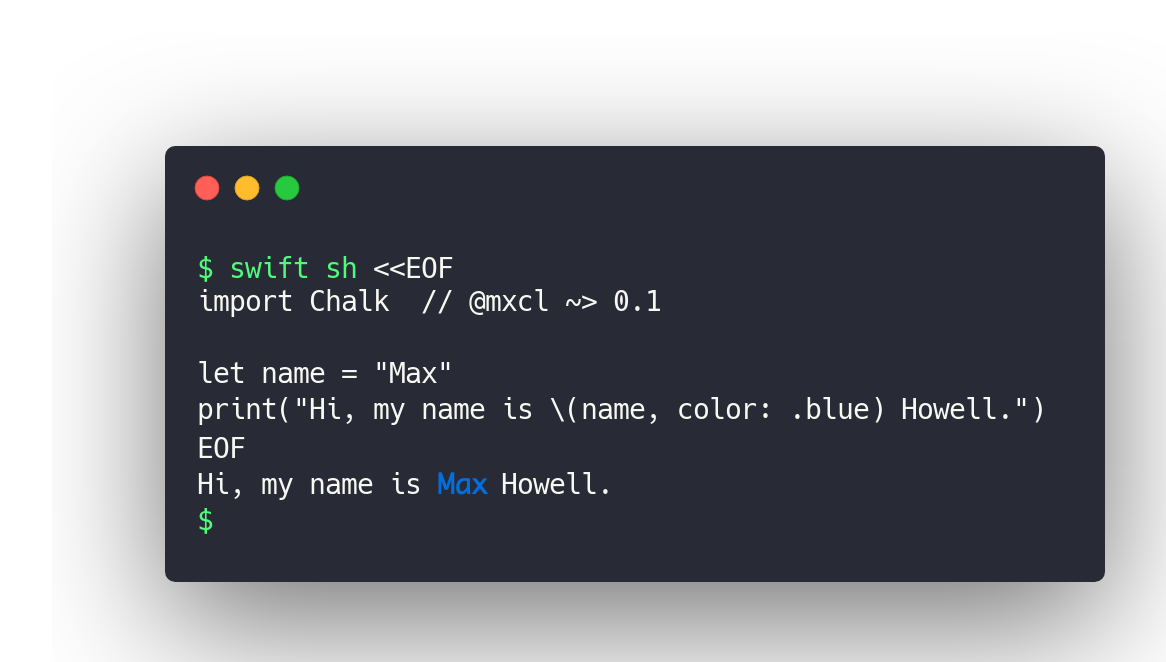 $ swift sh <<EOF
import Chalk  // @mxcl ~> 0.1
let name = "Max"
print("Hi, my name is \(name, color: .blue) Howell.")
EOF
Hi, my name is Max Howell.
$